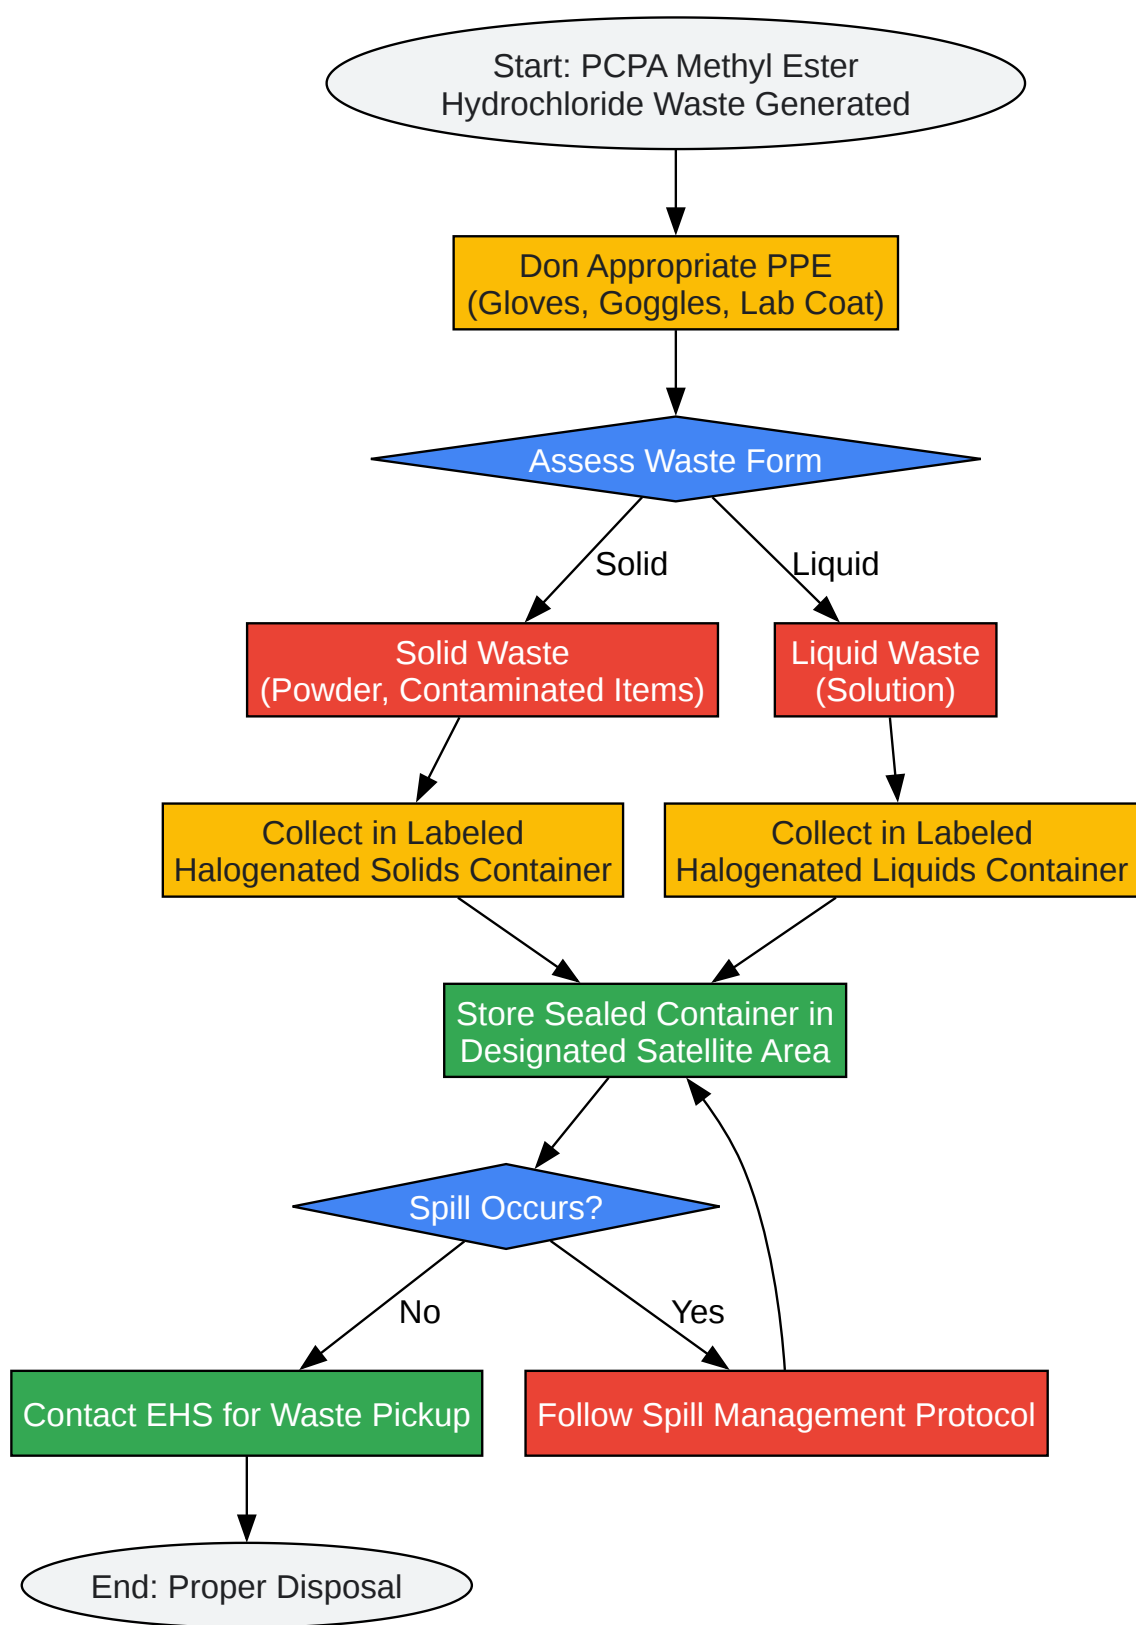 Start: PCPA Methyl Ester
Hydrochloride Waste Generated
Don Appropriate PPE
(Gloves, Goggles, Lab Coat)
Assess Waste Form
Solid
Liquid
Solid Waste
(Powder, Contaminated Items)
Liquid Waste
(Solution)
Collect in Labeled
Halogenated Solids Container
Collect in Labeled
Halogenated Liquids Container
Store Sealed Container in
Designated Satellite Area
Spill Occurs?
No
Yes
Contact EHS for Waste Pickup
Follow Spill Management Protocol
End: Proper Disposal